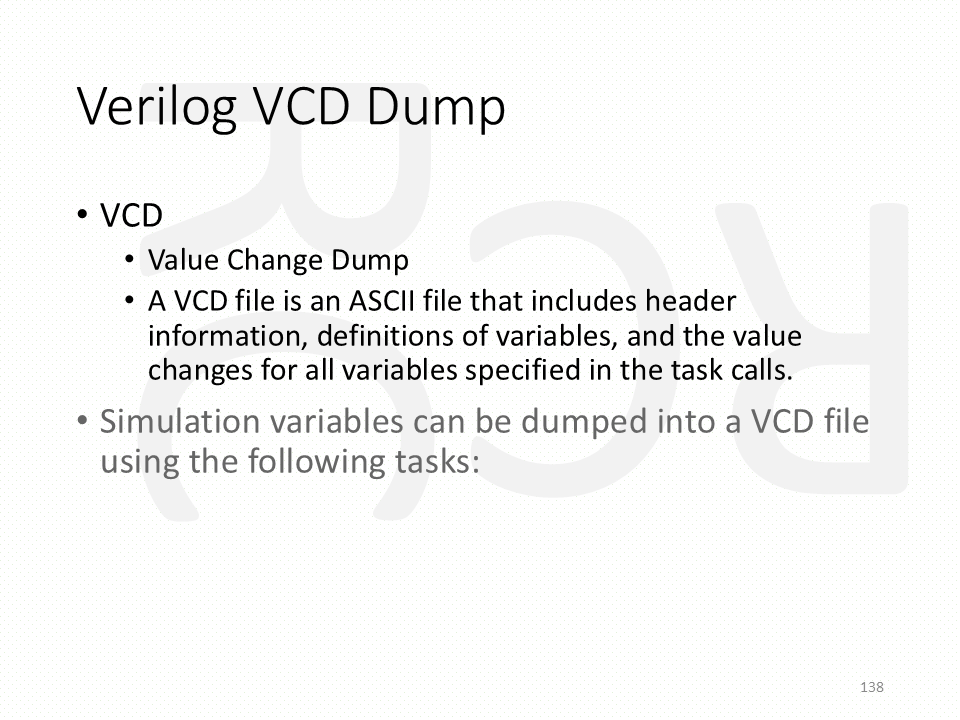 Verilog VCD Dump
• VCD
• Value Change Dump
• A VCD file is an ASCII file that includes header
information, definitions of variables, and the value
changes for all variables specified in the task calls.
• Simulation variables can be dumped into a VCD file
using the following tasks:
138